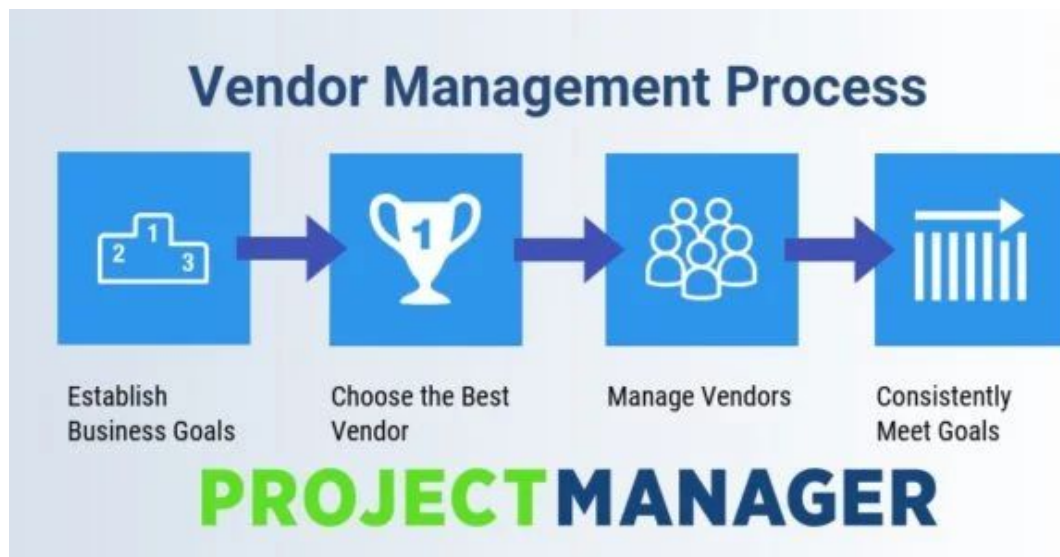 Vendor Management Process
2 1 3
1
Establish
Business Goals
Choose the Best
Vendor
Manage Vendors
Consistently
Meet Goals
PROJECTMANAGER